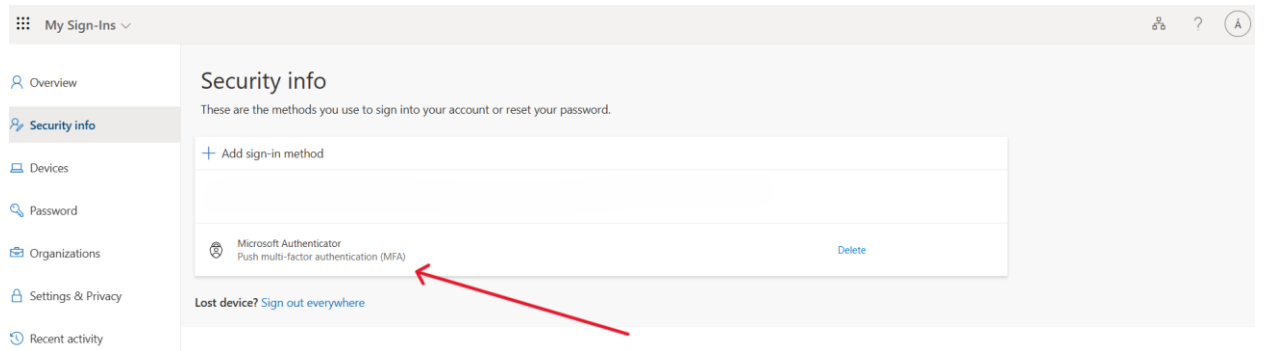 My Sign-Ins
?
Á
Overview
Security info
Devices
Password
Organizations
Settings & Privacy
Recent activity
Security info
These are the methods you use to sign into your account or reset your password.
Add sign-in method
Microsoft Authenticator
Push multi-factor authentication (MFA)
Delete
Lost device? Sign out everywhere